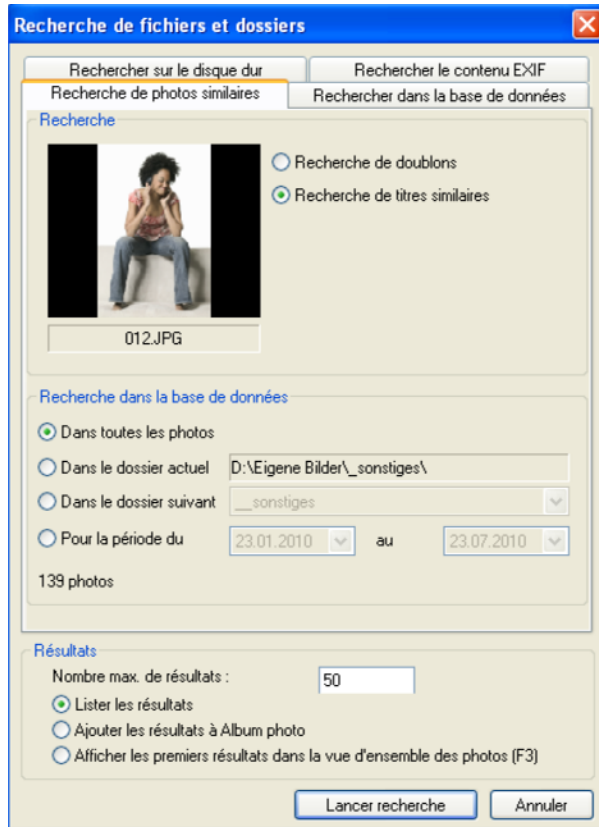 Recherche de fichiers et dossiers
Rechercher sur le disque dur
Rechercher le contenu EXIF
Recherche de photos similaires
Rechercher dans la base de données
Recherche
Recherche de doublons
Recherche de titres similaires
012.JPG
Recherche dans la base de données
Dans toutes les photos
Dans le dossier actuel D:\Eigene Bilder\_sonstiges\
Dans le dossier suivant __sonstiges
Pour la période du 23.01.2010 au 23.07.2010
139 photos
Résultats
Nombre max. de résultats : 50
Lister les résultats
Ajouter les résultats à Album photo
Afficher les premiers résultats dans la vue d'ensemble des photos (F3)
Lancer recherche Annuler